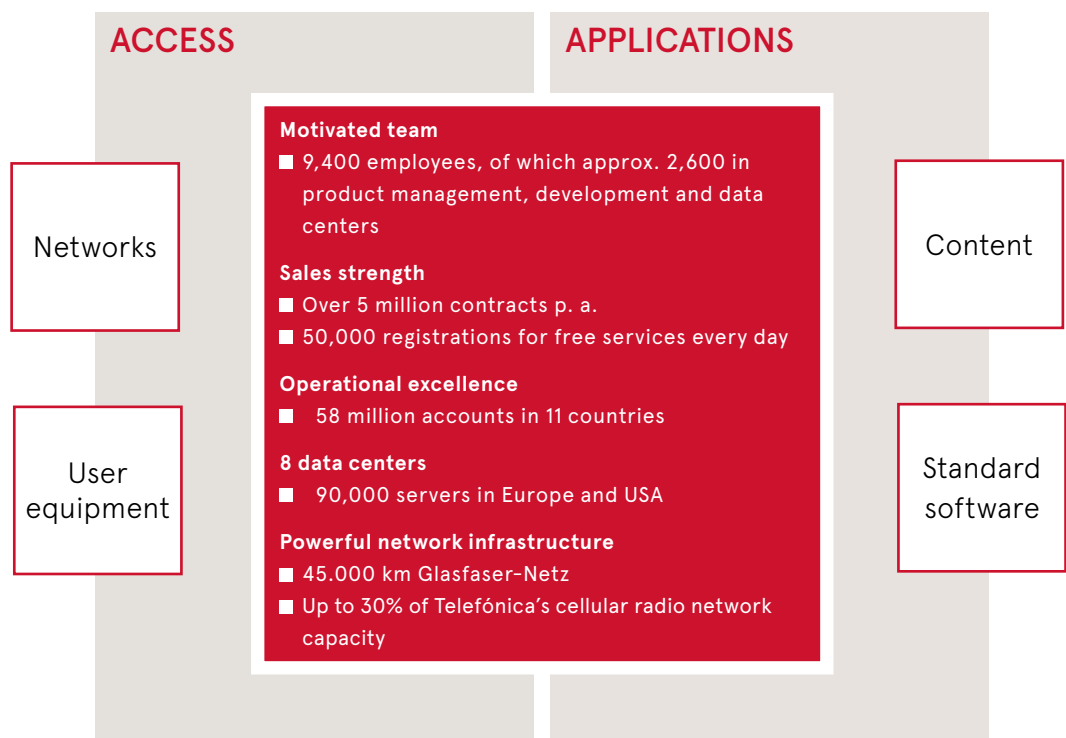 ACCESS
APPLICATIONS
Networks
User
equipment
Motivated team
9,400 employees, of which approx. 2,600 in
product management, development and data
centers
Sales strength
Over 5 million contracts p. a.
50,000 registrations for free services every day
Operational excellence
58 million accounts in 11 countries
8 data centers
90,000 servers in Europe and USA
Powerful network infrastructure
45.000 km Glasfaser-Netz
Up to 30% of Telefónica's cellular radio network
capacity
Content
Standard
software